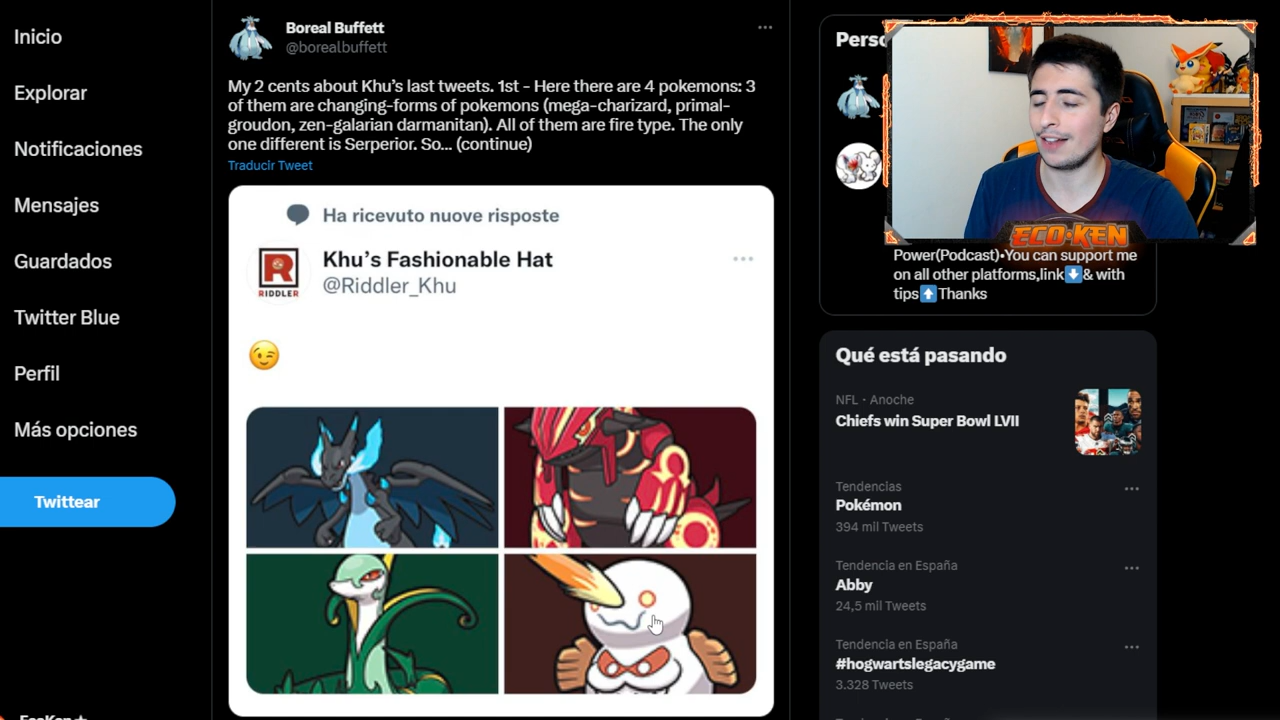 Inicio
Explorar
Notificaciones
Mensajes
Guardados
Twitter Blue
Perfil
Más opciones
Twittear
Boreal Buffett
@borealbuffett
My 2 cents about Khu's last tweets. 1st - Here there are 4 pokemons: 3
of them are changing-forms of pokemons (mega-charizard, primal-
groudon, zen-galarian darmanitan). All of them are fire type. The only
one different is Serperior. So... (continue)
Traducir Tweet
Ha ricevuto nuove risposte
RIDDLER
Khu's Fashionable Hat
@Riddler_Khu
ECO-KEN
Power(Podcast)•You can support me
on all other platforms,link⬇️& with
tips⬆️Thanks
Qué está pasando
NFL · Anoche
Chiefs win Super Bowl LVII
Tendencias
Pokémon
394 mil Tweets
Tendencia en España
Abby
24,5 mil Tweets
Tendencia en España
#hogwartslegacygame
3.328 Tweets